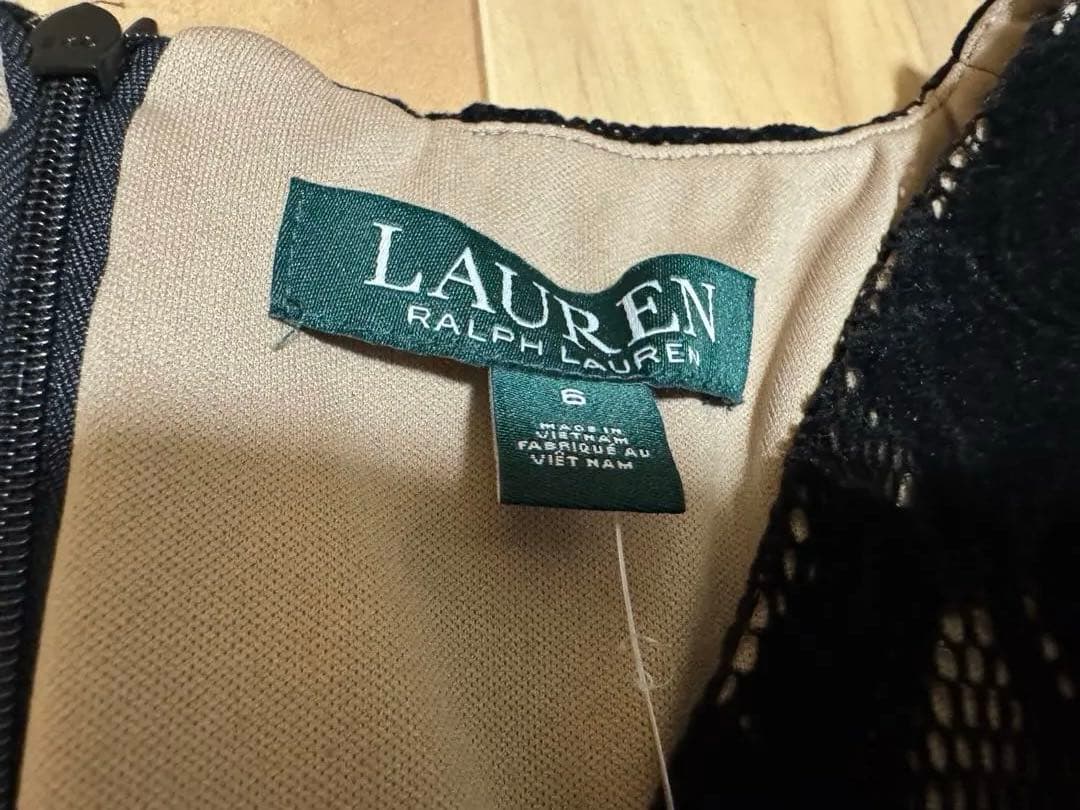 LAUREN
RALPH LAUREN
6
MADE IN
VIETNAM
FABRIQUÉ AU
VIÊT NAM